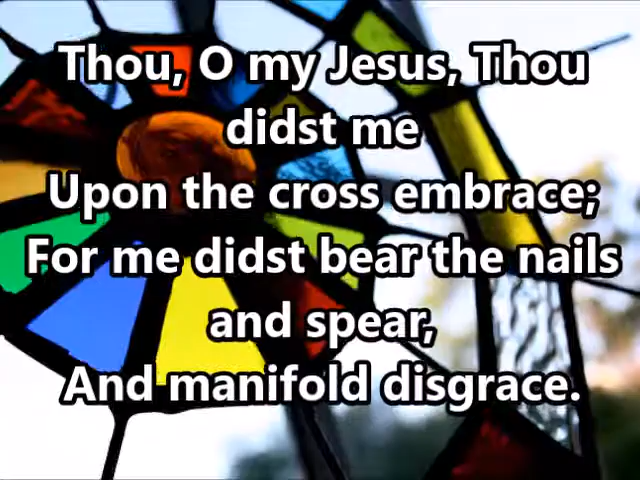 Thou, O my Jesus, Thou
didst me
Upon the cross embrace;
For me didst bear the nails
and spear,
And manifold disgrace.